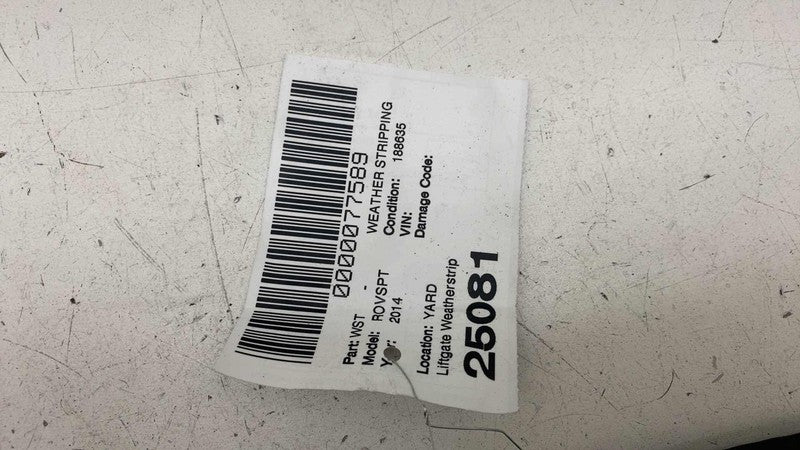 0000077589
Part: WST - WEATHER STRIPPING
Model: ROVSPT Condition: 188635
Year: 2014 VIN:
Damage Code:
Location: YARD
Liftgate Weatherstrip
25081